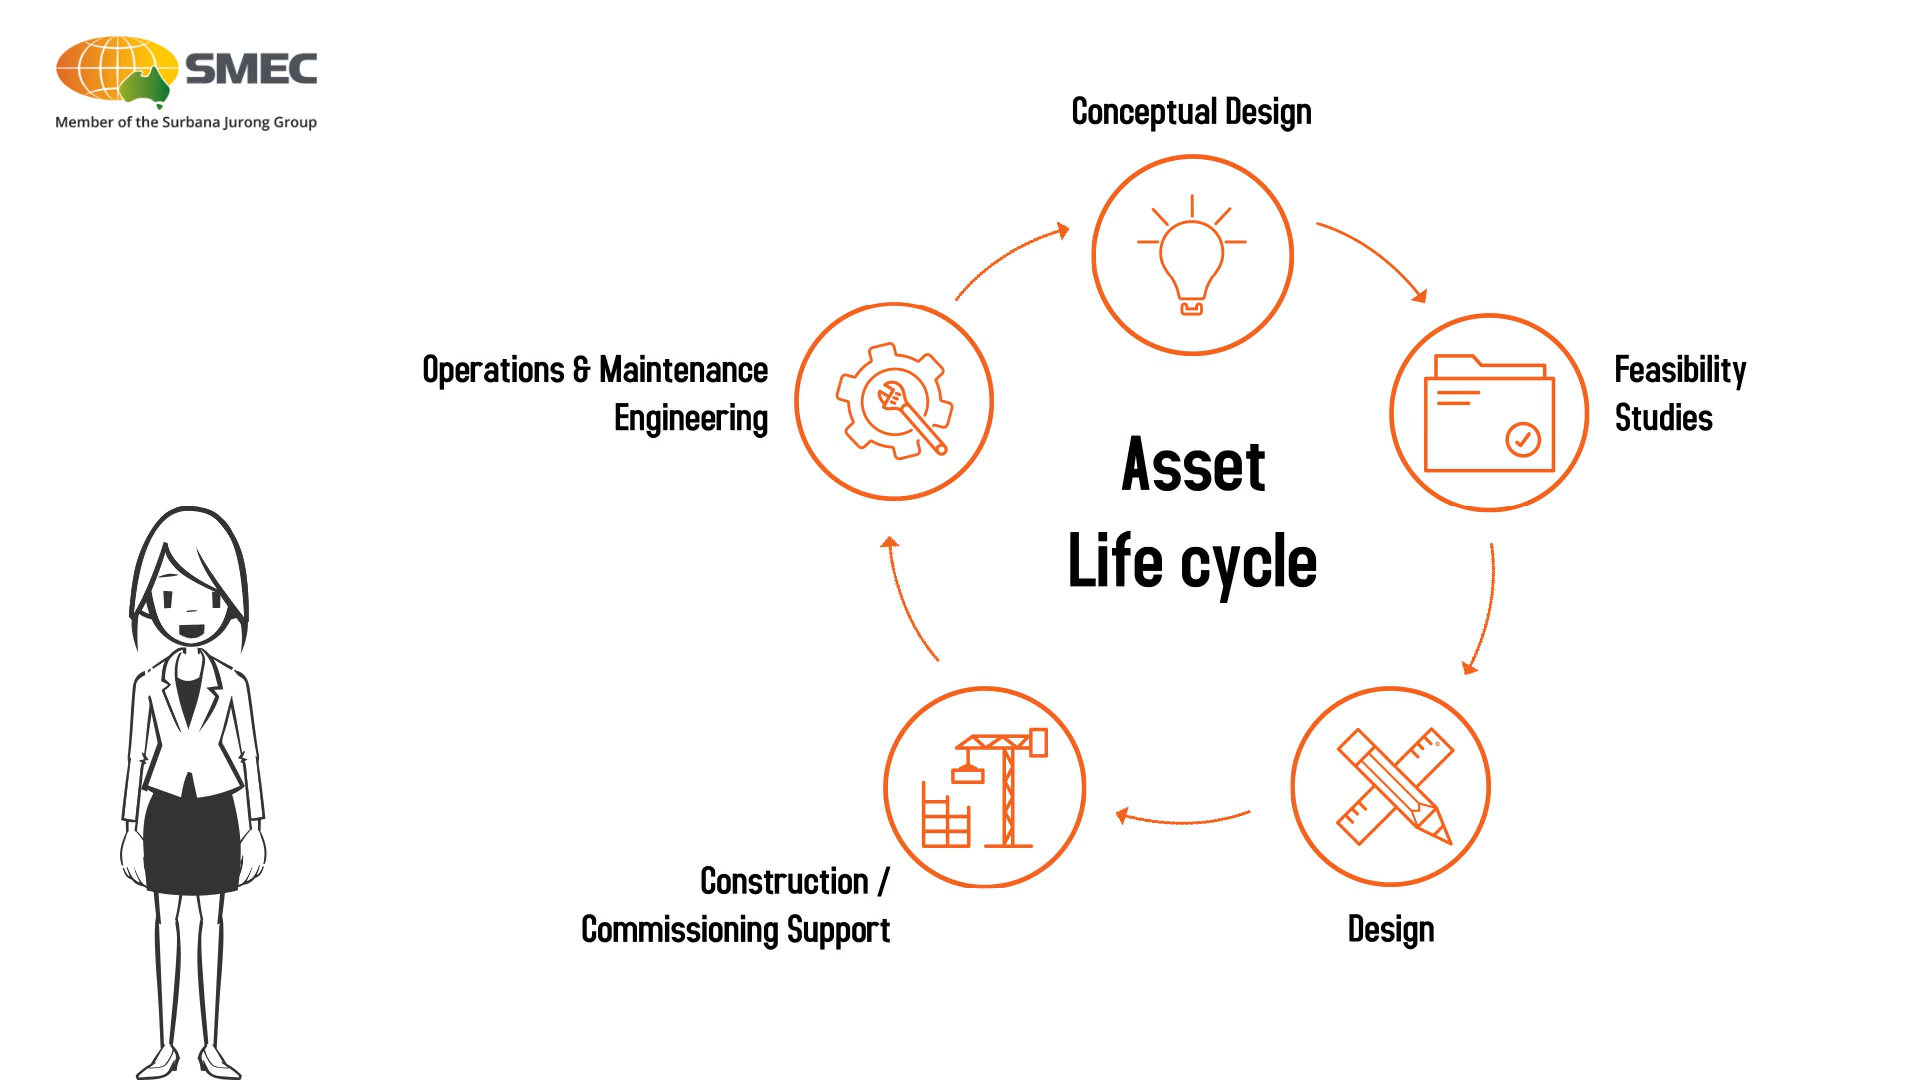 SMEC
Member of the Surbana Jurong Group
Conceptual Design
Operations & Maintenance
Engineering
Feasibility
Studies
Asset
Life cycle
Construction /
Commissioning Support
Design